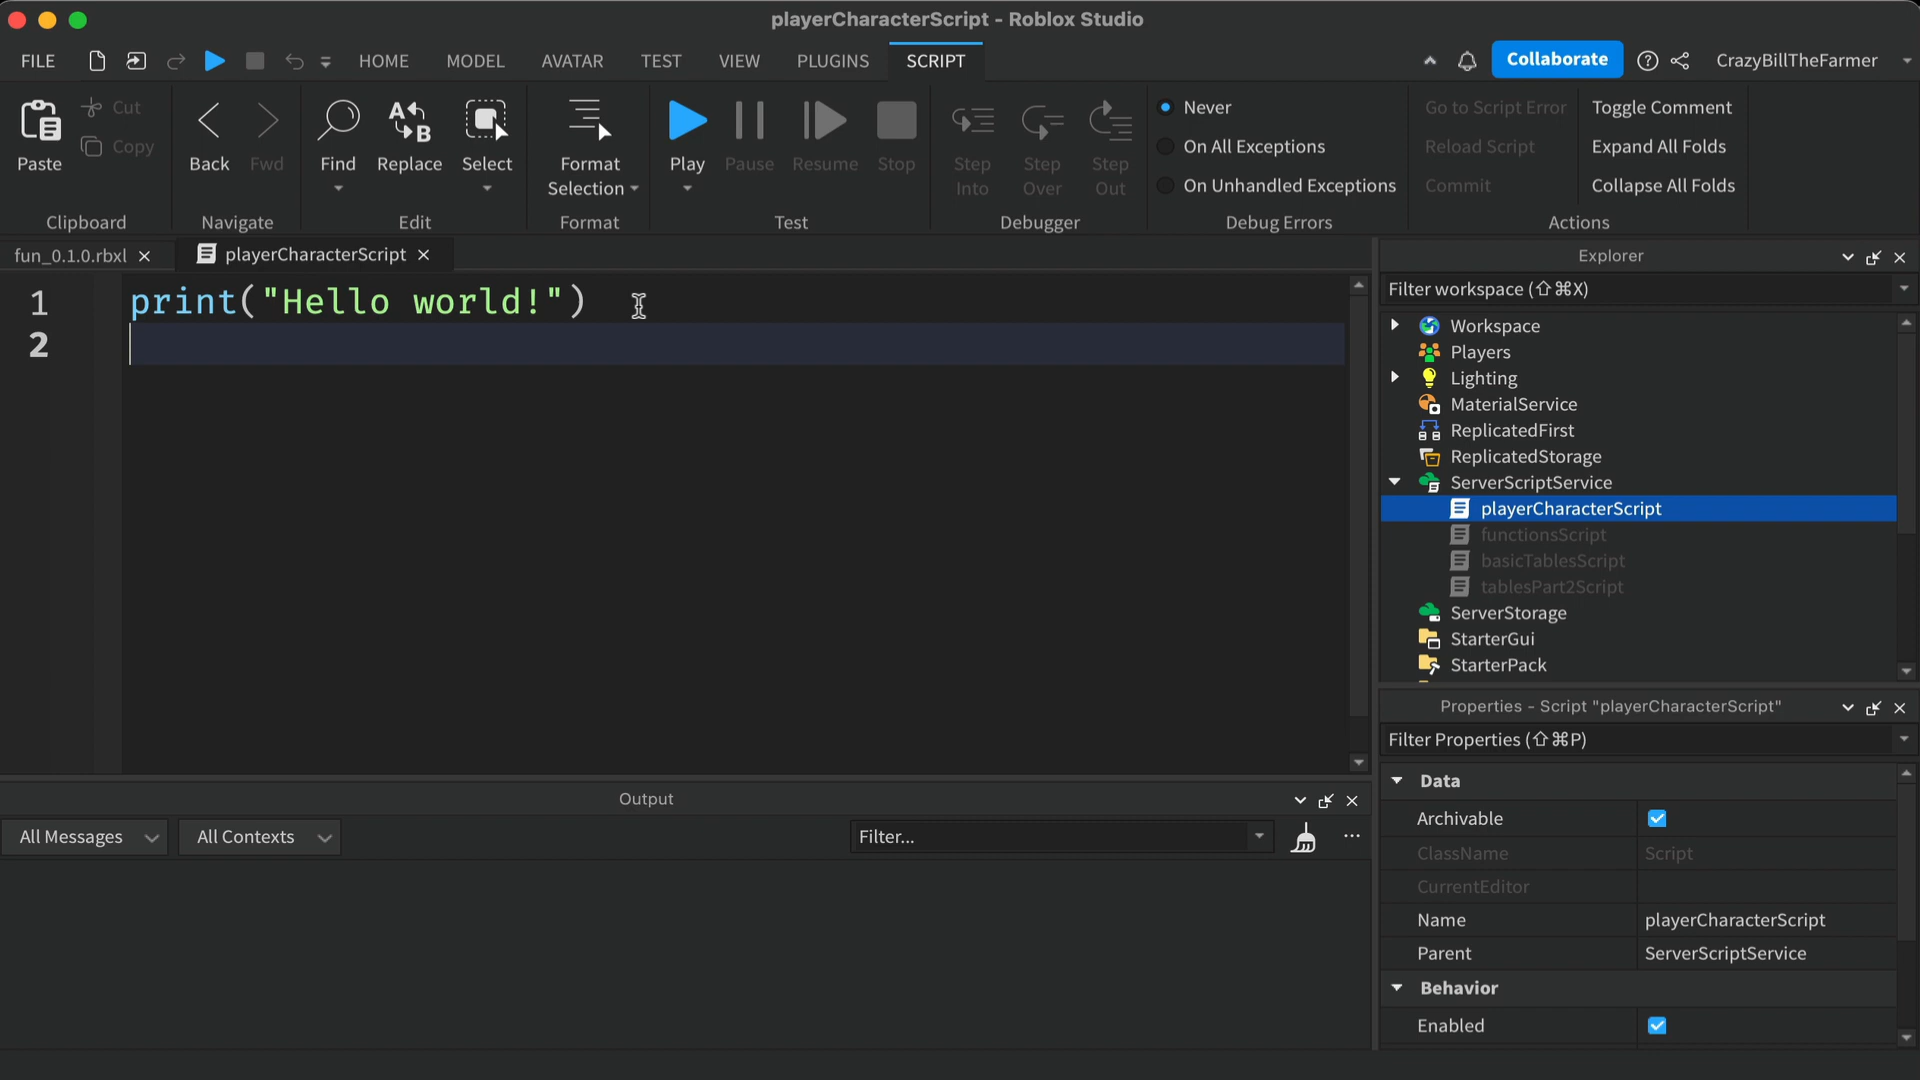 playerCharacterScript - Roblox Studio
FILE HOME MODEL AVATAR TEST VIEW PLUGINS SCRIPT Collaborate CrazyBillTheFarmer
Paste Cut Copy
Clipboard
Back Fwd
Navigate
Find Replace Select
Edit
Format Selection
Format
Play Pause Resume Stop
Test
Step Into Step Over Step Out
Debugger
Never
On All Exceptions
On Unhandled Exceptions
Debug Errors
Go to Script Error Toggle Comment
Reload Script Expand All Folds
Commit Collapse All Folds
Actions
fun_0.1.0.rbxl playerCharacterScript
1 print("Hello world!")
2
Output
All Messages All Contexts Filter...
Explorer
Filter workspace (⇧⌘X)
Workspace
Players
Lighting
MaterialService
ReplicatedFirst
ReplicatedStorage
ServerScriptService
playerCharacterScript
functionsScript
basicTablesScript
tablesPart2Script
ServerStorage
StarterGui
StarterPack
Properties - Script "playerCharacterScript"
Filter Properties (⇧⌘P)
Data
Archivable
ClassName Script
CurrentEditor
Name playerCharacterScript
Parent ServerScriptService
Behavior
Enabled